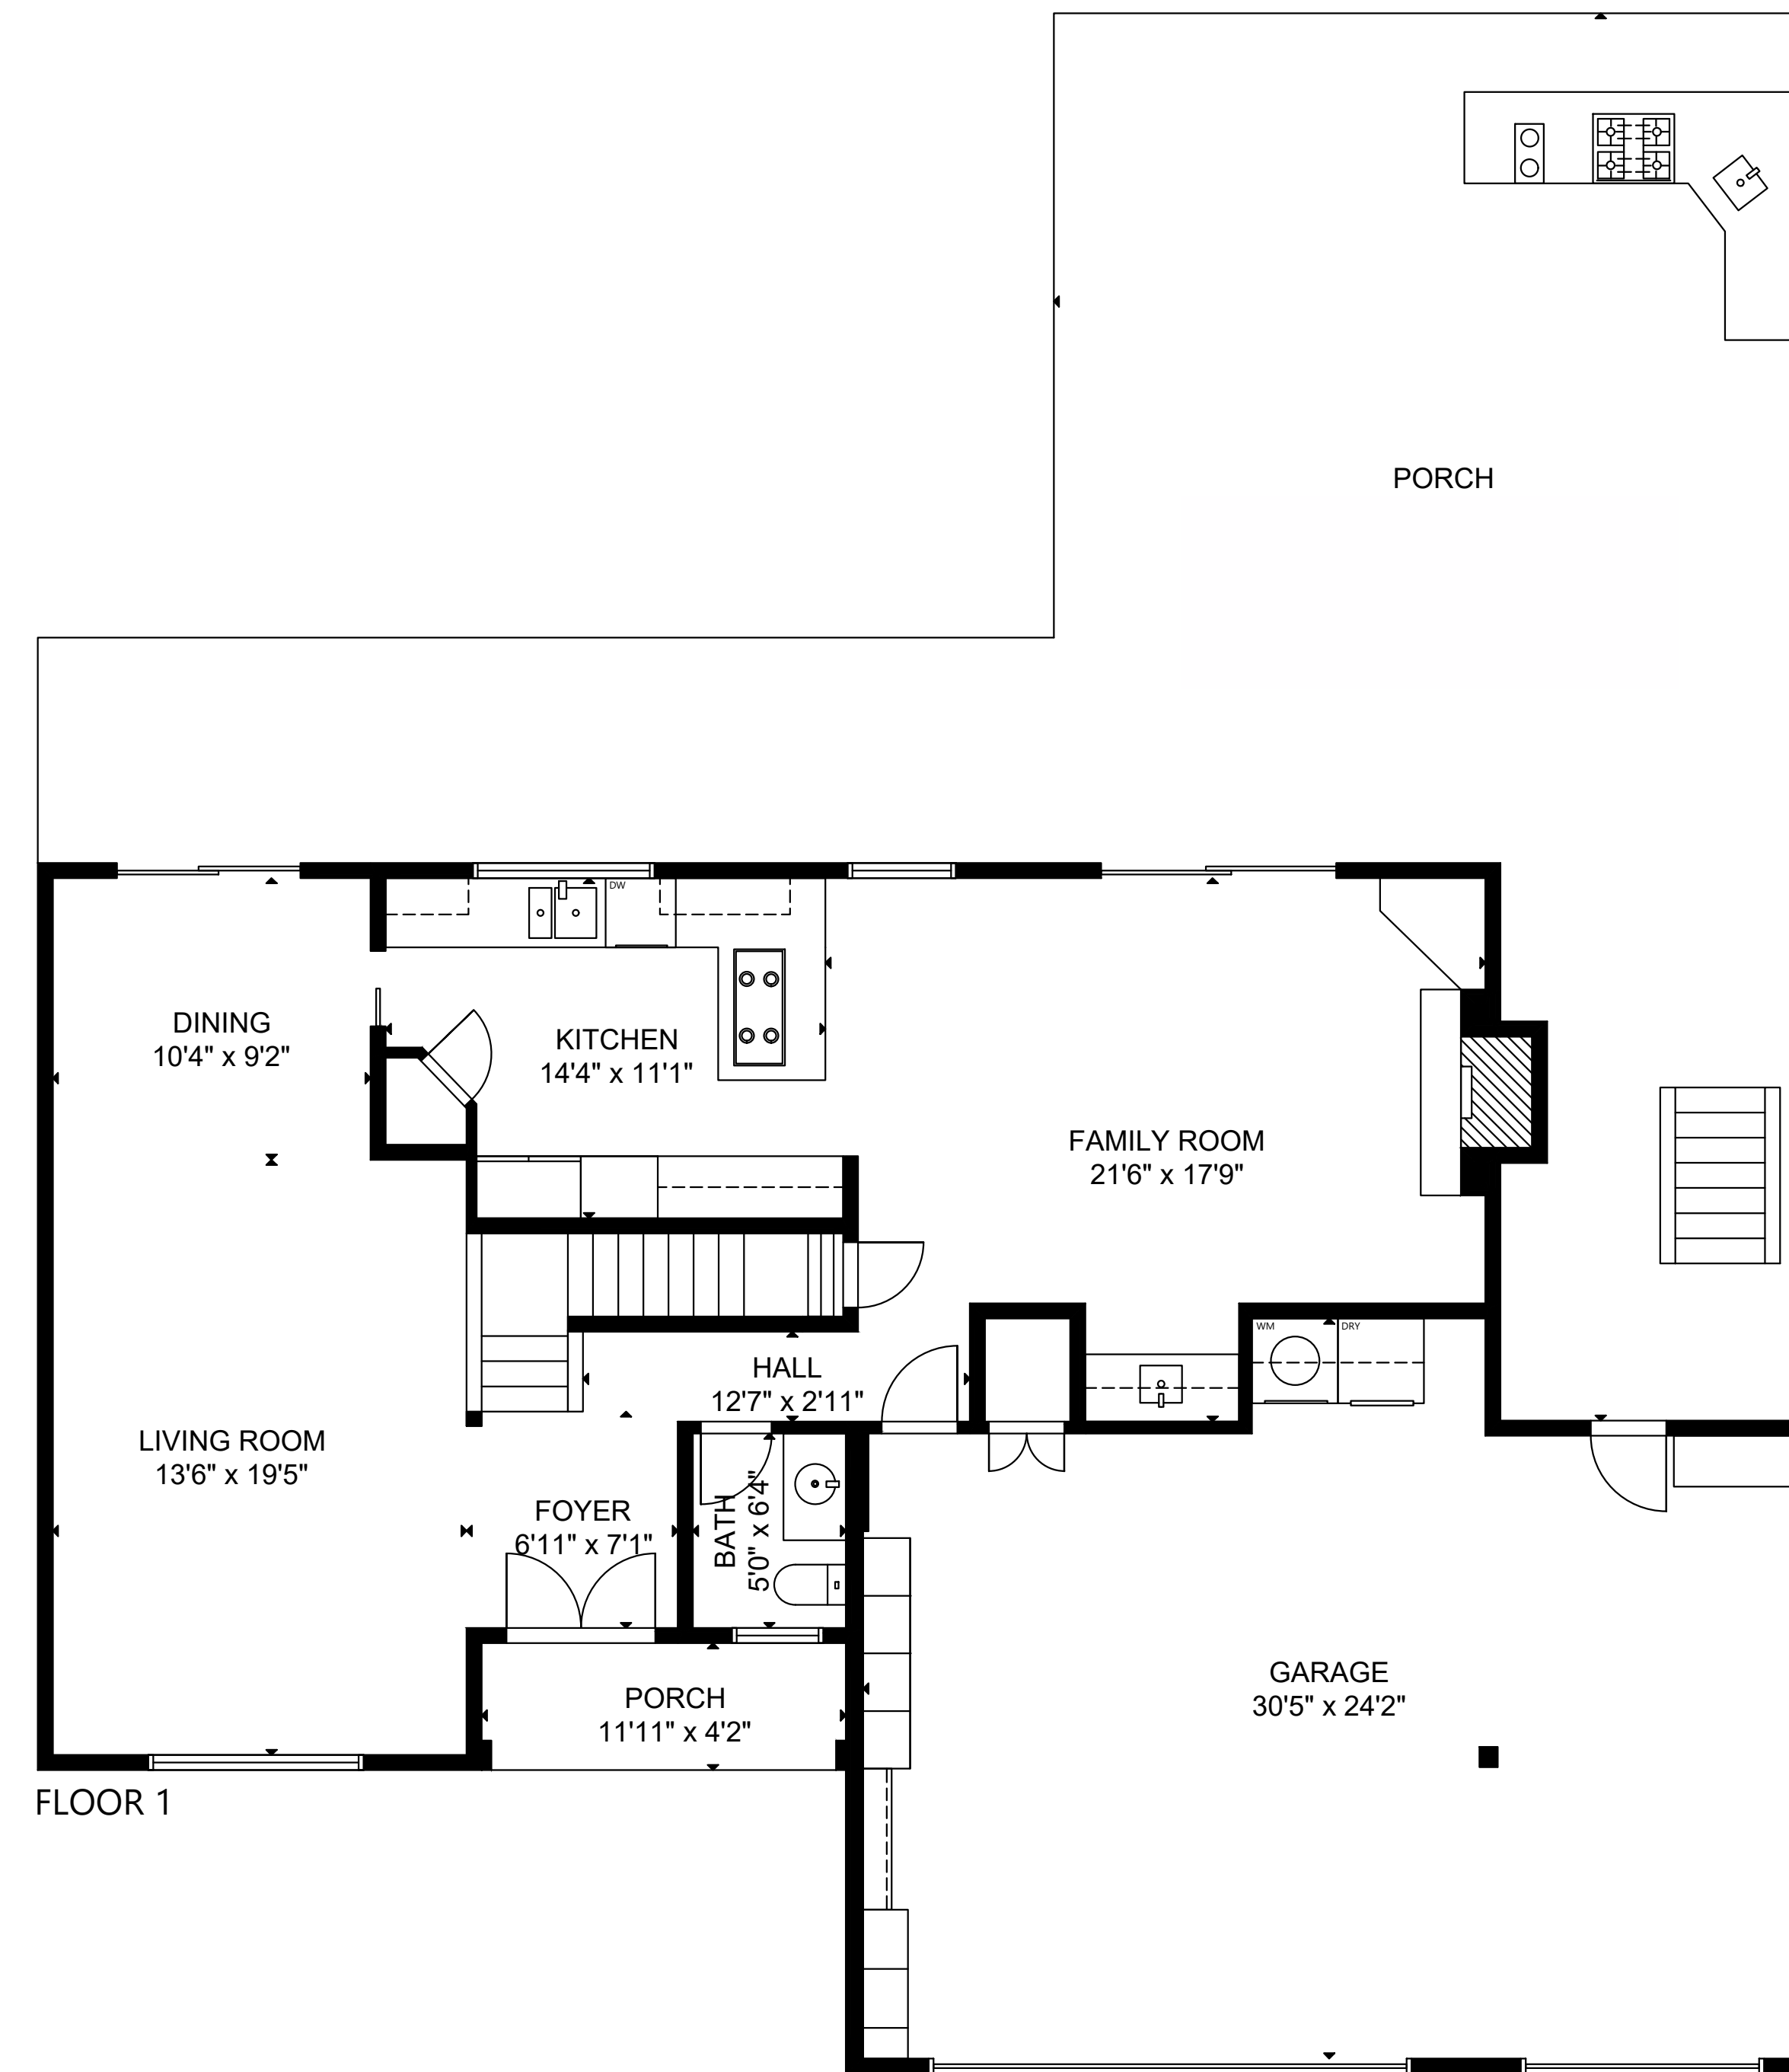 PORCH
DW
DINING
10'4" x 9'2"
KITCHEN
14'4" x 11'1"
FAMILY ROOM
21'6" x 17'9"
WM
DRY
HALL
12'7" x 2'11"
LIVING ROOM
13'6" x 19'5"
FOYER
6'11" x 7'1"
BATH
5'0" x 6'4"
GARAGE
30'5" x 24'2"
PORCH
11'11" x 4'2"
FLOOR 1